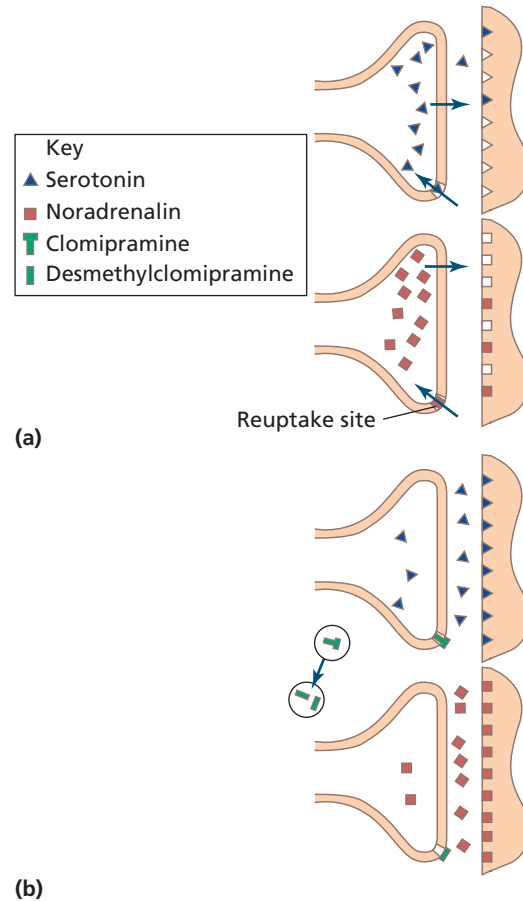 Key
Serotonin
Noradrenalin
Clomipramine
Desmethylclomipramine
Reuptake site
(a)
(b)